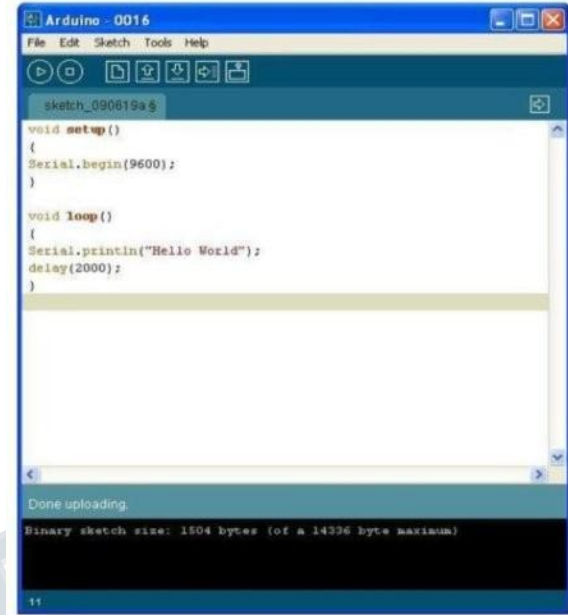 Arduino - 0016
File Edit Sketch Tools Help
sketch_090619a §
void setup()
{
Serial.begin(9600);
}
void loop()
{
Serial.println("Hello World");
delay(2000);
}
Done uploading.
Binary sketch size: 1504 bytes (of a 14336 byte maximum)
11